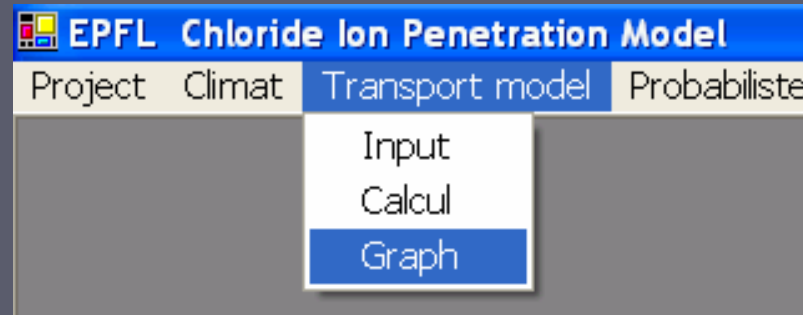 EPFL Chloride Ion Penetration Model
Project Climat Transport model Probabiliste
Input
Calcul
Graph